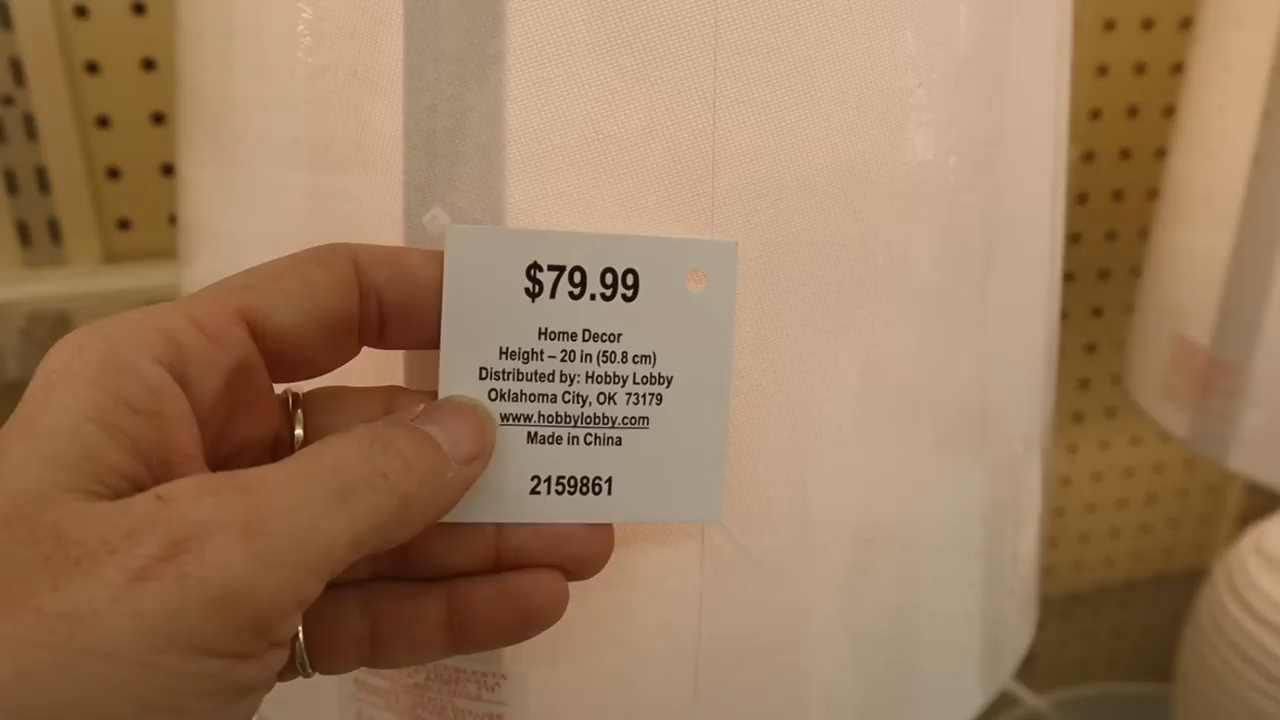 $79.99
Home Decor
Height – 20 in (50.8 cm)
Distributed by: Hobby Lobby
Oklahoma City, OK 73179
www.hobbylobby.com
Made in China
2159861